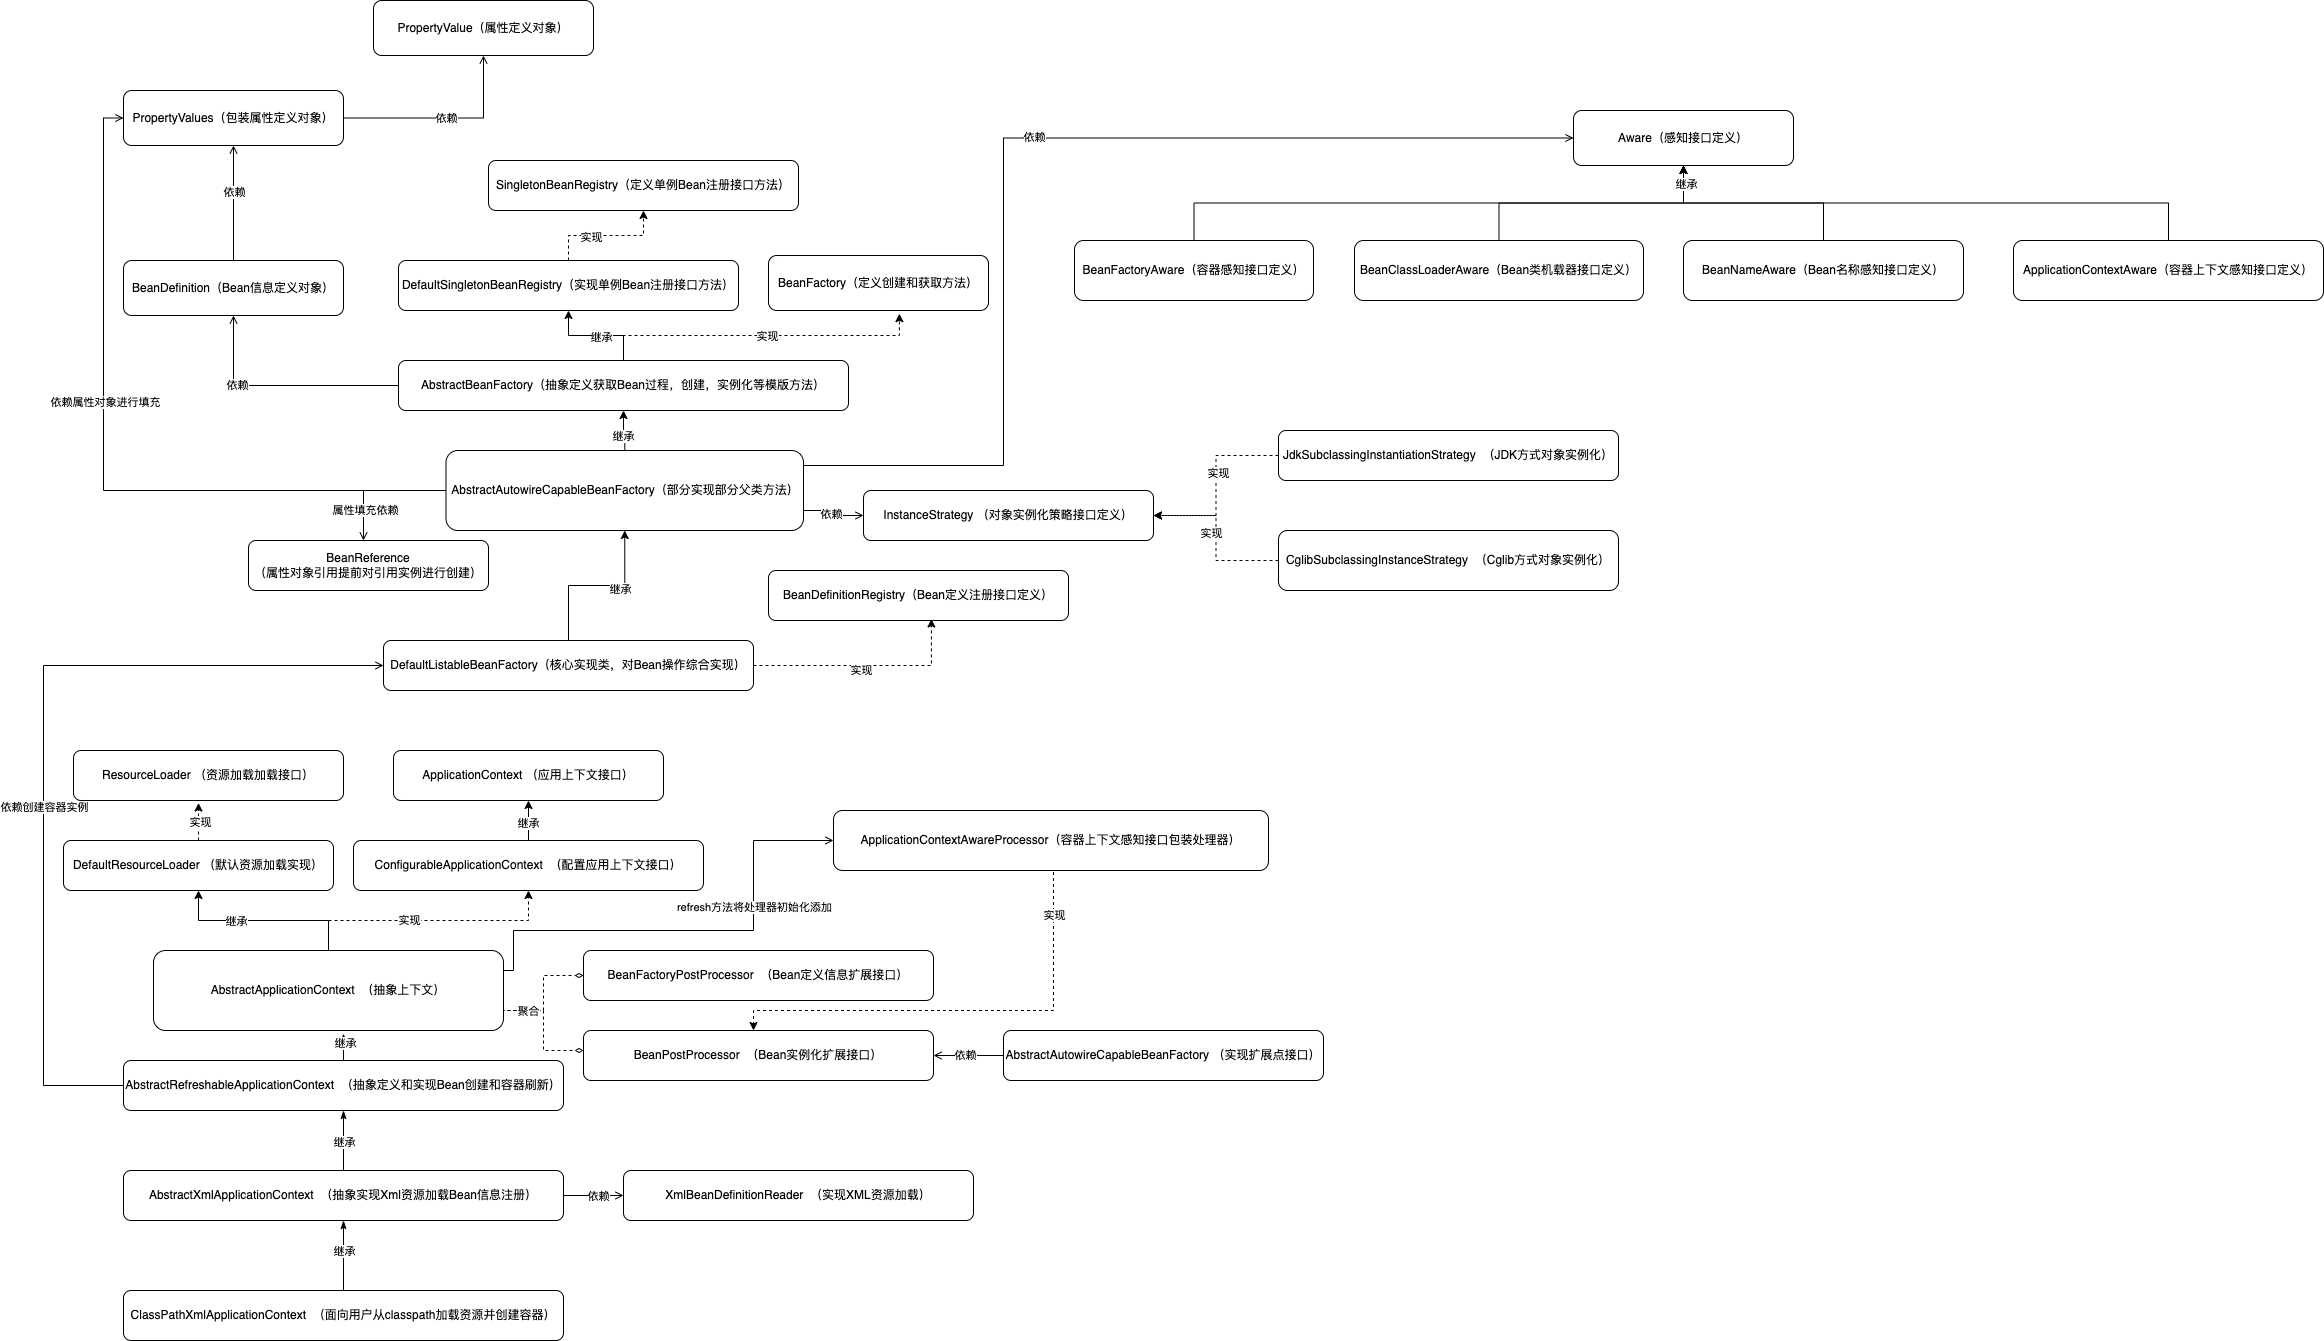 PropertyValue（属性定义对象）
PropertyValues（包装属性定义对象）
依赖
依赖
Aware（感知接口定义）
继承
SingletonBeanRegistry（定义单例Bean注册接口方法）
依赖
实现
BeanFactoryAware（容器感知接口定义）
BeanClassLoaderAware（Bean类机载器接口定义）
BeanNameAware（Bean名称感知接口定义）
ApplicationContextAware（容器上下文感知接口定义）
BeanDefinition（Bean信息定义对象）
DefaultSingletonBeanRegistry（实现单例Bean注册接口方法）
BeanFactory（定义创建和获取方法）
继承
实现
依赖
AbstractBeanFactory（抽象定义获取Bean过程，创建，实例化等模版方法）
依赖属性对象进行填充
继承
JdkSubclassingInstantiationStrategy （JDK方式对象实例化）
实现
AbstractAutowireCapableBeanFactory（部分实现部分父类方法）
属性填充依赖
依赖
InstanceStrategy （对象实例化策略接口定义）
实现
BeanReference
（属性对象引用提前对引用实例进行创建）
CglibSubclassingInstanceStrategy （Cglib方式对象实例化）
继承
BeanDefinitionRegistry（Bean定义注册接口定义）
DefaultListableBeanFactory（核心实现类，对Bean操作综合实现）
实现
ResourceLoader （资源加载加载接口）
ApplicationContext （应用上下文接口）
依赖创建容器实例
实现
继承
ApplicationContextAwareProcessor（容器上下文感知接口包装处理器）
DefaultResourceLoader （默认资源加载实现）
ConfigurableApplicationContext （配置应用上下文接口）
refresh方法将处理器初始化添加
继承
实现
实现
AbstractApplicationContext （抽象上下文）
BeanFactoryPostProcessor （Bean定义信息扩展接口）
聚合
继承
BeanPostProcessor （Bean实例化扩展接口）
依赖
AbstractAutowireCapableBeanFactory （实现扩展点接口）
AbstractRefreshableApplicationContext （抽象定义和实现Bean创建和容器刷新）
继承
AbstractXmlApplicationContext （抽象实现Xml资源加载Bean信息注册）
依赖
XmlBeanDefinitionReader （实现XML资源加载）
继承
ClassPathXmlApplicationContext （面向用户从classpath加载资源并创建容器）